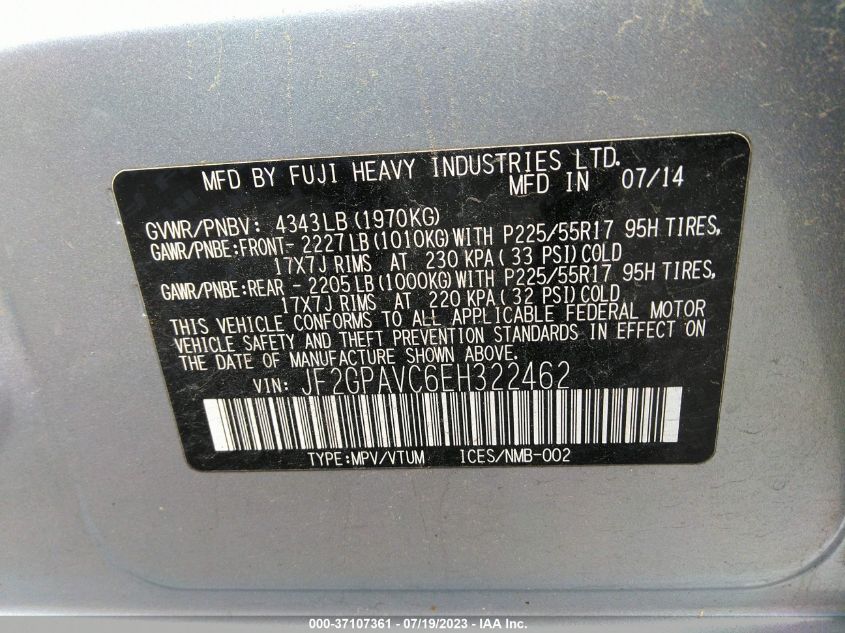 MFD BY FUJI HEAVY INDUSTRIES LTD.
MFD IN 07/14
GVWR/PNBV: 4343LB(1970KG)
GAWR/PNBE:FRONT- 2227LB(1010KG)WITH P225/55R17 95H TIRES,
17X7J RIMS AT 230 KPA(33 PSI)COLD
GAWR/PNBE:REAR - 2205LB(1000KG)WITH P225/55R17 95H TIRES,
17X7J RIMS AT 220 KPA(32 PSI)COLD
THIS VEHICLE CONFORMS TO ALL APPLICABLE FEDERAL MOTOR
VEHICLE SAFETY AND THEFT PREVENTION STANDARDS IN EFFECT ON
THE DATE OF MANUFACTURE SHOWN ABOVE.
VIN: JF2GPAVC6EH322462
TYPE:MPV/VTUM ICES/NMB-002
000-37107361 - 07/19/2023 - IAA Inc.